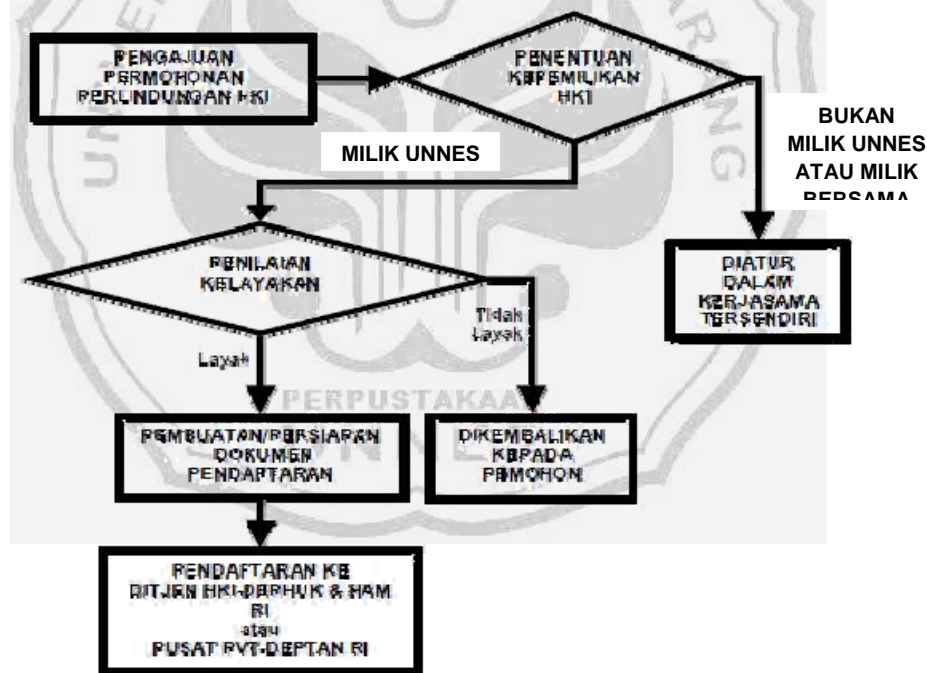 PENGAJUAN
PERMOHONAN
PERLINDUNGAN HKI
PENENTUAN
KEPEMILIKAN
HKI
BUKAN
MILIK UNNES
ATAU MILIK
BERSAMA
MILIK UNNES
PENILAIAN
KELAYAKAN
DIATUR
DALAM
KERJASAMA
TERSENDIRI
Tidak
Layak
Layak
PERPUSTAKAAN
UNNES
PEMBUATAN/PERSIAPAN
DOKUMEN
PENDAFTARAN
DIKEMBALIKAN
KEPADA
PEMOHON
PENDAFTARAN KE
DITJEN HKI-DEPHUK & HAM
RI
atau
PUSAT PVT-DEPTAN RI